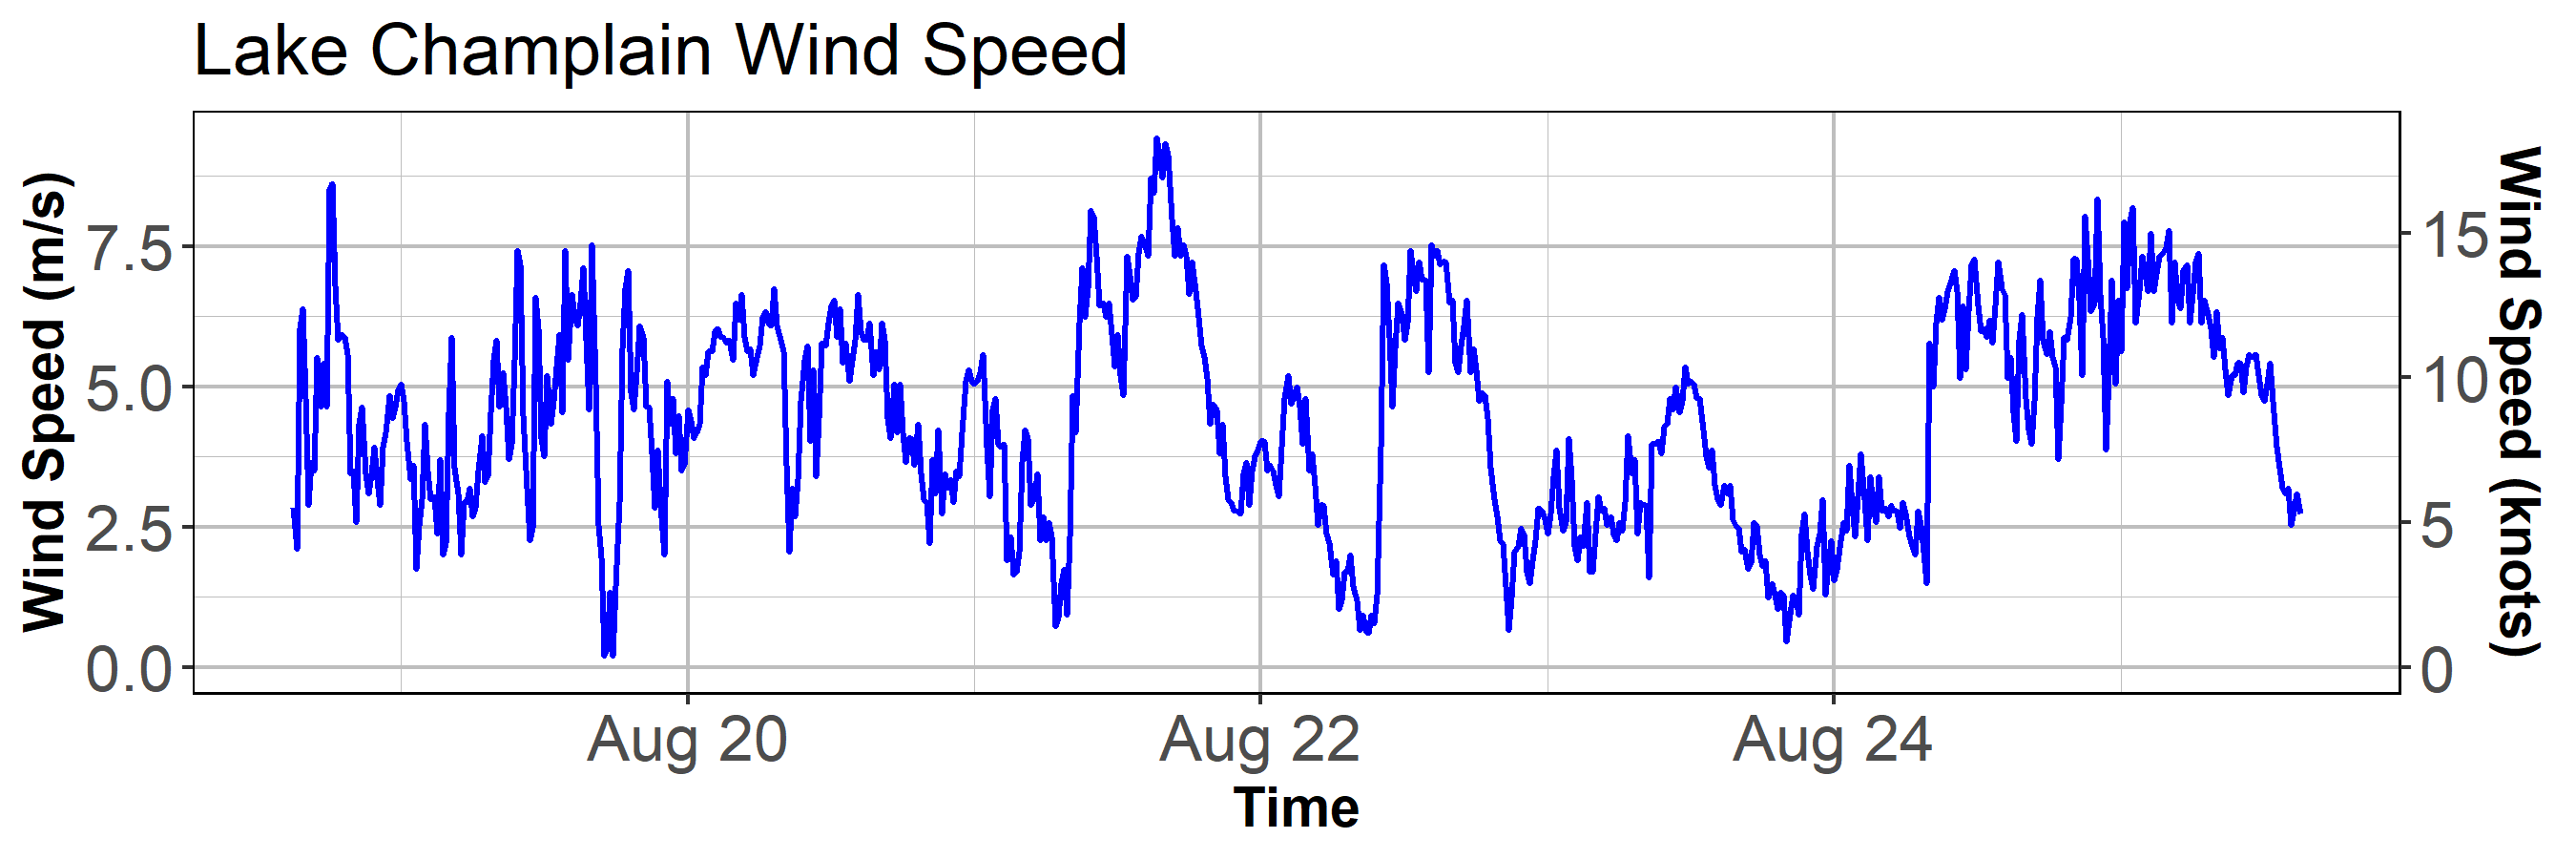 Lake Champlain Wind Speed
Wind Speed (m/s)
7.5
5.0
2.5
0.0
15
10
5
0
Wind Speed (knots)
Aug 20
Aug 22
Aug 24
Time